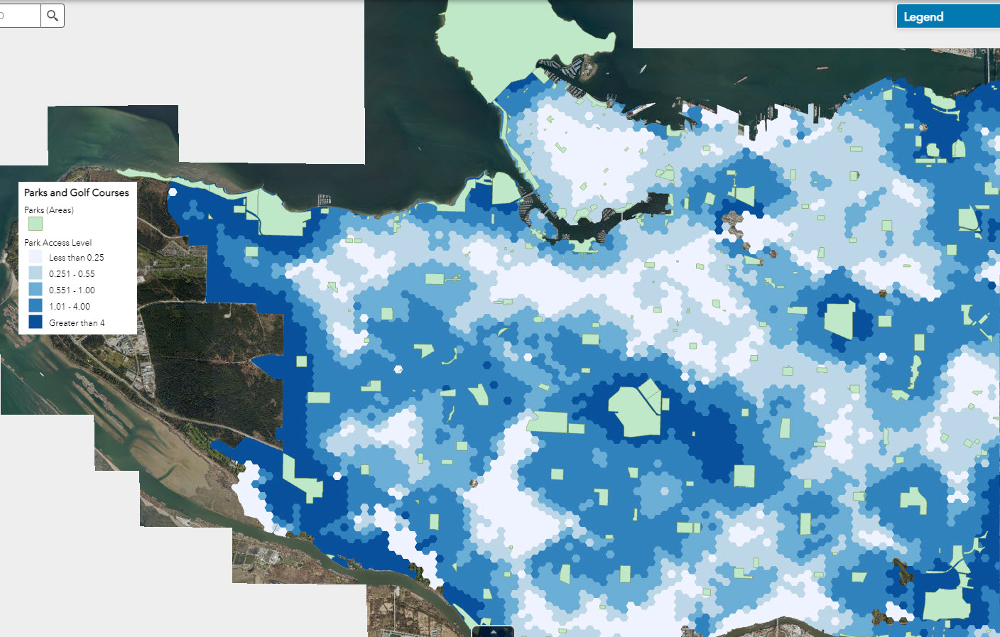 Legend
Parks and Golf Courses
Parks (Areas)
Park Access Level
Less than 0.25
0.251 - 0.55
0.551 - 1.00
1.01 - 4.00
Greater than 4